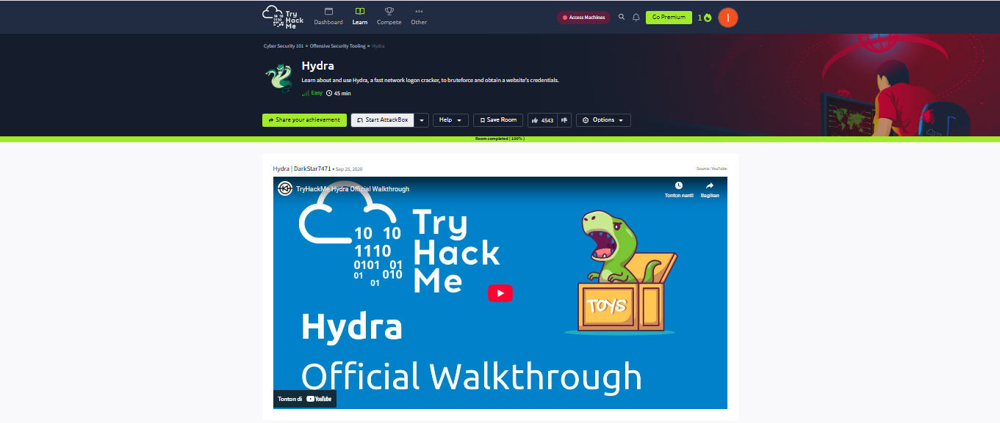 Try
Hack
Me
Dashboard
Learn
Compete
Other
Access Machines
Go Premium
1
I
Cyber Security 101 > Offensive Security Tooling > Hydra
Hydra
Learn about and use Hydra, a fast network logon cracker, to bruteforce and obtain a website's credentials.
Easy 45 min
Share your achievement
Start AttackBox
Help
Save Room
4543
Options
Room completed ( 100% )
Hydra | DarkStar7471 • Sep 25, 2020
Source: YouTube
TryHackMe Hydra Official Walkthrough
Tonton nanti
Bagikan
10 10
1110
0101 01
01 010
01
Try
Hack
Me
TOYS
Hydra
Official Walkthrough
Tonton di YouTube